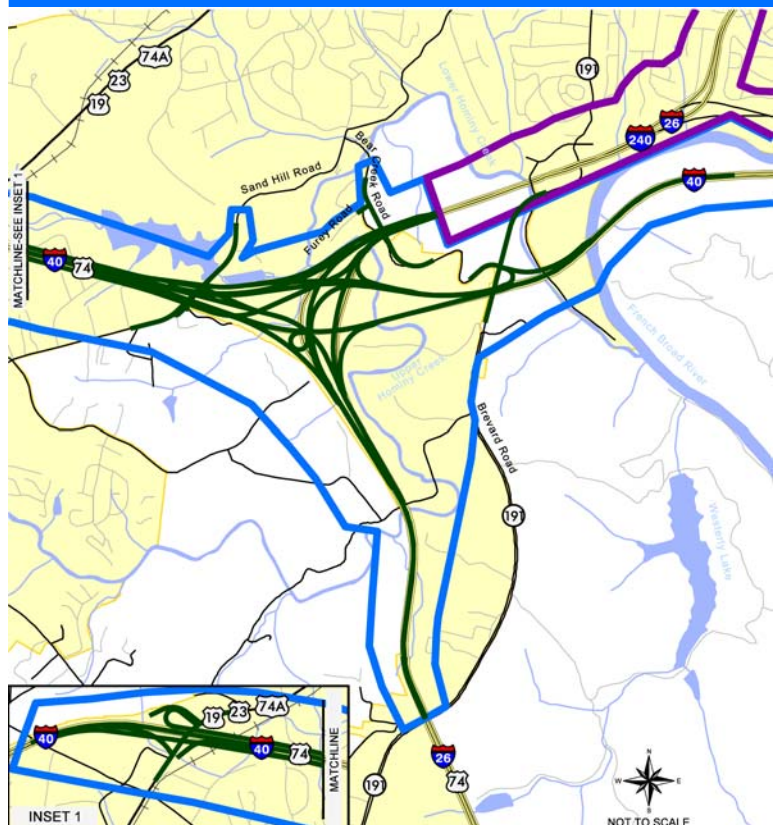 74A
23
19
191
Lower Hominy Creek
26
240
Bear Creek Road
Sand Hill Road
40
Furey Road
MATCHLINE-SEE INSET 1
40
74
French Broad River
Upper Hominy Creek
Brevard Road
191
Westerly Lake
19
23
74A
40
40
74
MATCHLINE
INSET 1
26
74
191
N
W
E
S
NOT TO SCALE